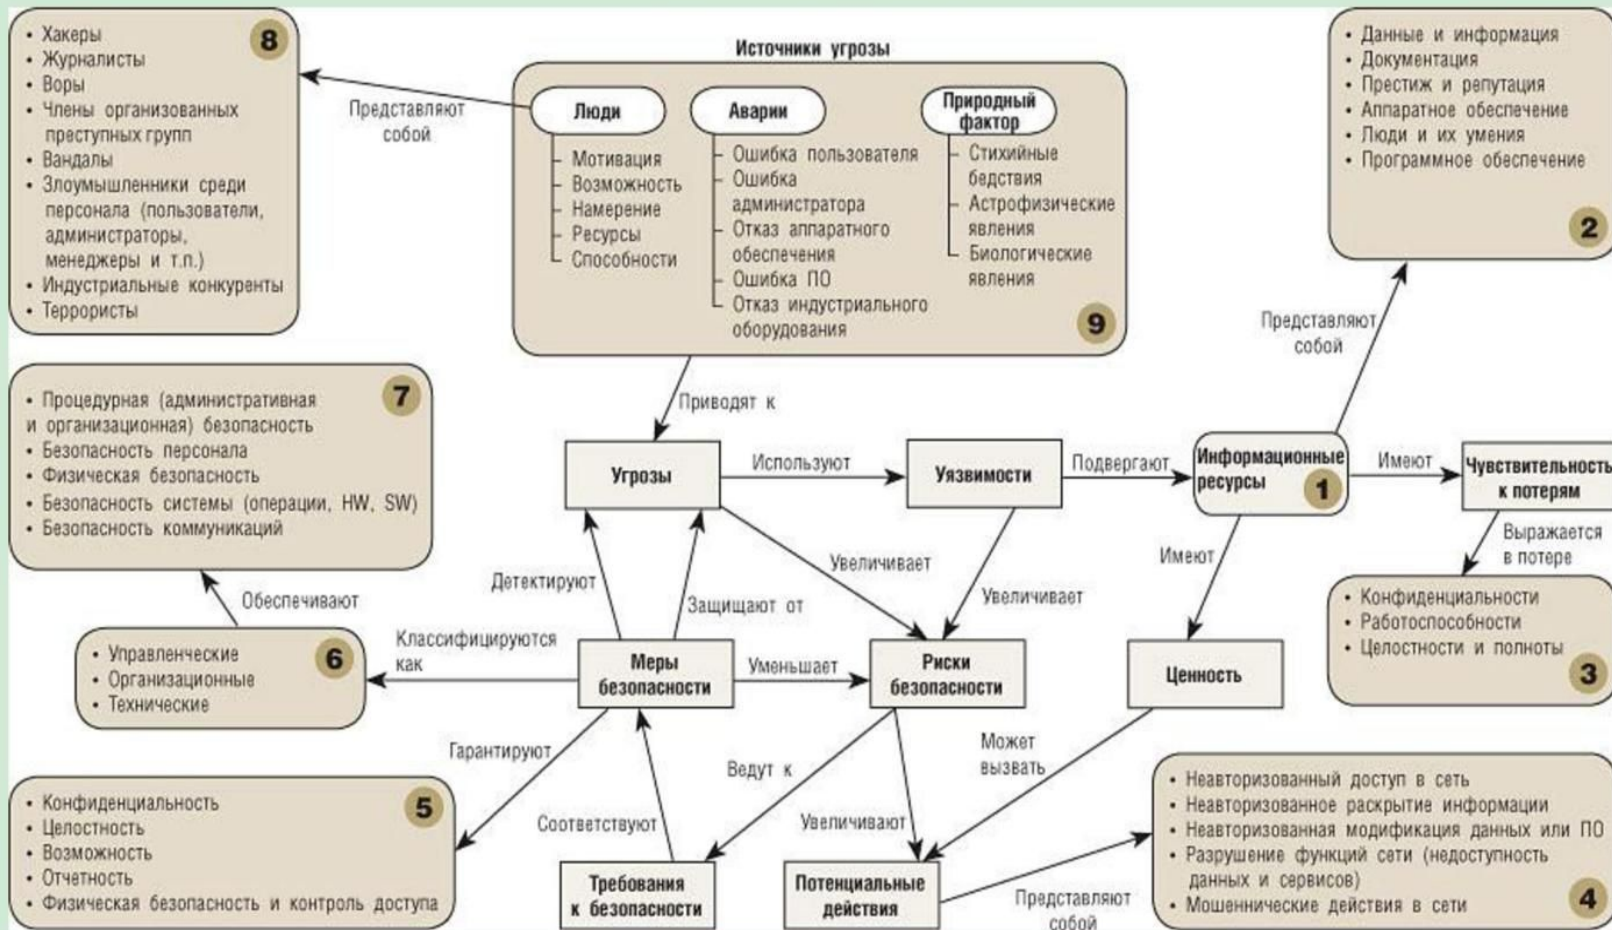 • Хакеры
• Журналисты
• Воры
• Члены организованных
преступных групп
• Вандалы
• Злоумышленники среди
персонала (пользователи,
администраторы,
менеджеры и т.п.)
• Индустриальные конкуренты
• Террористы
8
Представляют
собой
Источники угрозы
Люди
Мотивация
Возможность
Намерение
Ресурсы
Способности
Аварии
Ошибка пользователя
Ошибка
администратора
Отказ аппаратного
обеспечения
Ошибка ПО
Отказ индустриального
оборудования
Природный
фактор
Стихийные
бедствия
Астрофизические
явления
Биологические
явления
9
• Данные и информация
• Документация
• Престиж и репутация
• Аппаратное обеспечение
• Люди и их умения
• Программное обеспечение
2
Представляют
собой
• Процедурная (административная
и организационная) безопасность
• Безопасность персонала
• Физическая безопасность
• Безопасность системы (операции, HW, SW)
• Безопасность коммуникаций
7
Приводят к
Угрозы
Используют
Уязвимости
Подвергают
Информационные
ресурсы
1
Имеют
Чувствительность
к потерям
Выражается
в потере
Детектируют
Защищают от
Увеличивает
Увеличивает
Имеют
Обеспечивают
• Управленческие
• Организационные
• Технические
6
Классифицируются
как
Меры
безопасности
Уменьшает
Риски
безопасности
Ценность
• Конфиденциальности
• Работоспособности
• Целостности и полноты
3
Гарантируют
Ведут к
Может
вызвать
Соответствуют
Увеличивают
• Конфиденциальность
• Целостность
• Возможность
• Отчетность
• Физическая безопасность и контроль доступа
5
Требования
к безопасности
Потенциальные
действия
Представляют
собой
• Неавторизованный доступ в сеть
• Неавторизованное раскрытие информации
• Неавторизованная модификация данных или ПО
• Разрушение функций сети (недоступность
данных и сервисов)
• Мошеннические действия в сети
4